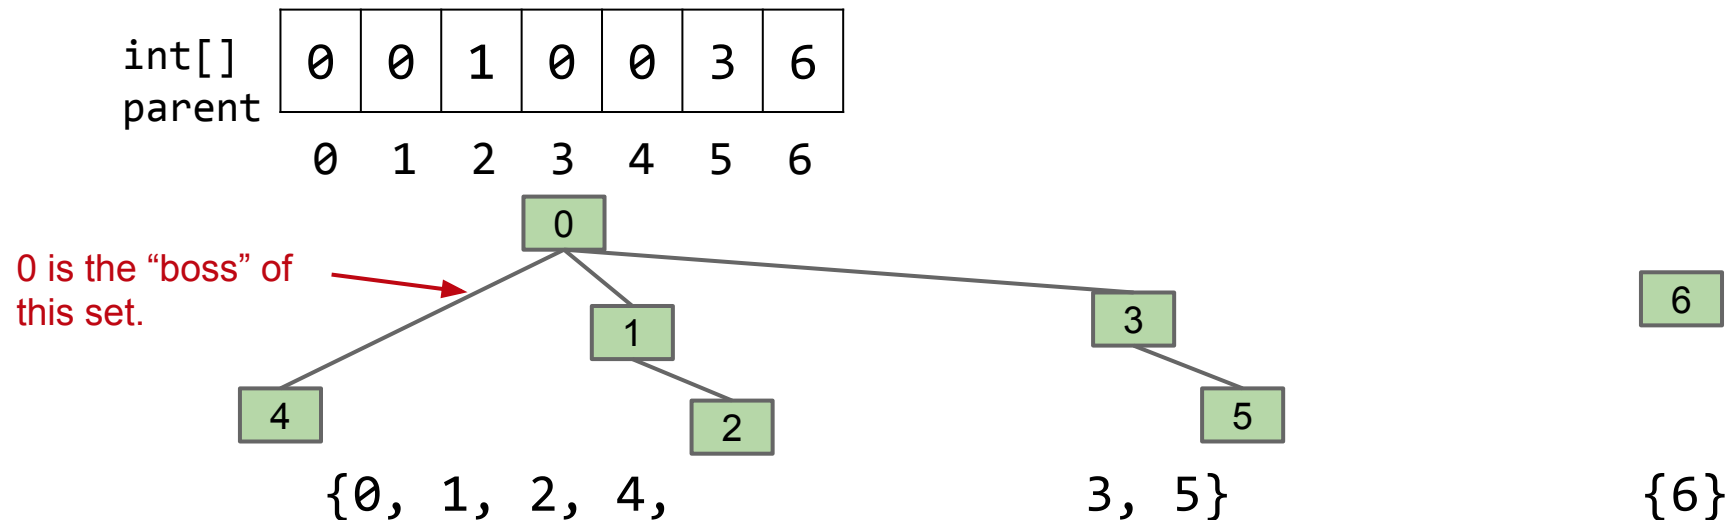 int[] parent
0 0 1 0 0 3 6
0 1 2 3 4 5 6
0
0 is the “boss” of
this set.
1
3
6
4
2
5
{0, 1, 2, 4, 3, 5} {6}